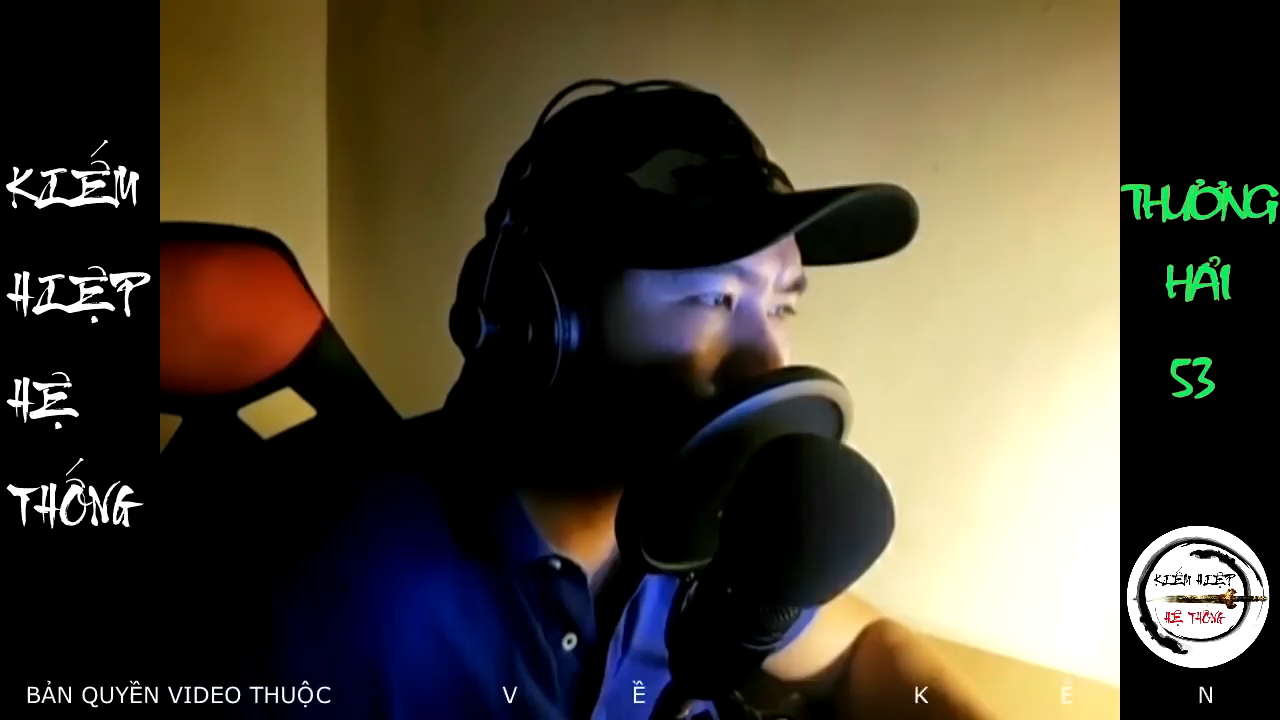 KIẾM
HIỆP
HỆ
THỐNG
THƯỞNG
HẢI
53
KIẾM HIỆP
HỆ THỐNG
BẢN QUYỀN VIDEO THUỘC V Ề K Ê N